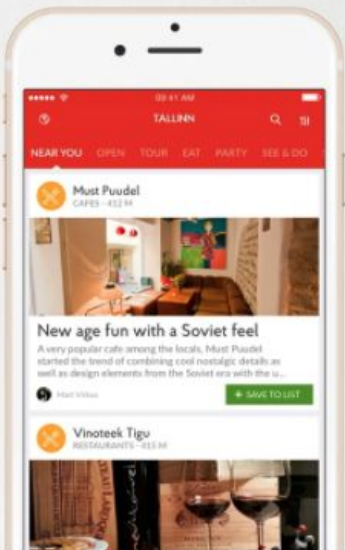 09:41 AM
TALLINN
NEAR YOU OPEN TOUR EAT PARTY SEE & DO
Must Puudel
CAFES - 412 M
New age fun with a Soviet feel
A very popular cafe among the locals, Must Puudel
started the trend of combining cool nostalgic details as
well as design elements from the Soviet era with the u...
+ SAVE TO LIST
Vinoteek Tigu
RESTAURANTS - 415 M